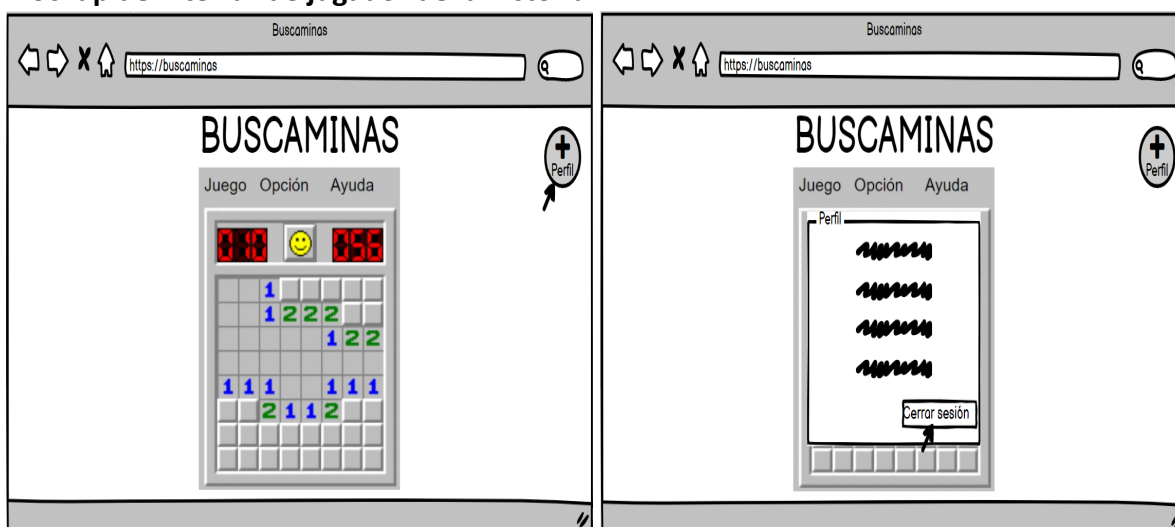 Buscaminas
https://buscaminas
BUSCAMINAS
+
Perfil
Juego Opción Ayuda
010 056
1
1 2 2 2
1 2 2
1 1 1 1 1 1
2 1 1 2
Buscaminas
https://buscaminas
BUSCAMINAS
+
Perfil
Juego Opción Ayuda
Perfil
Cerrar sesión